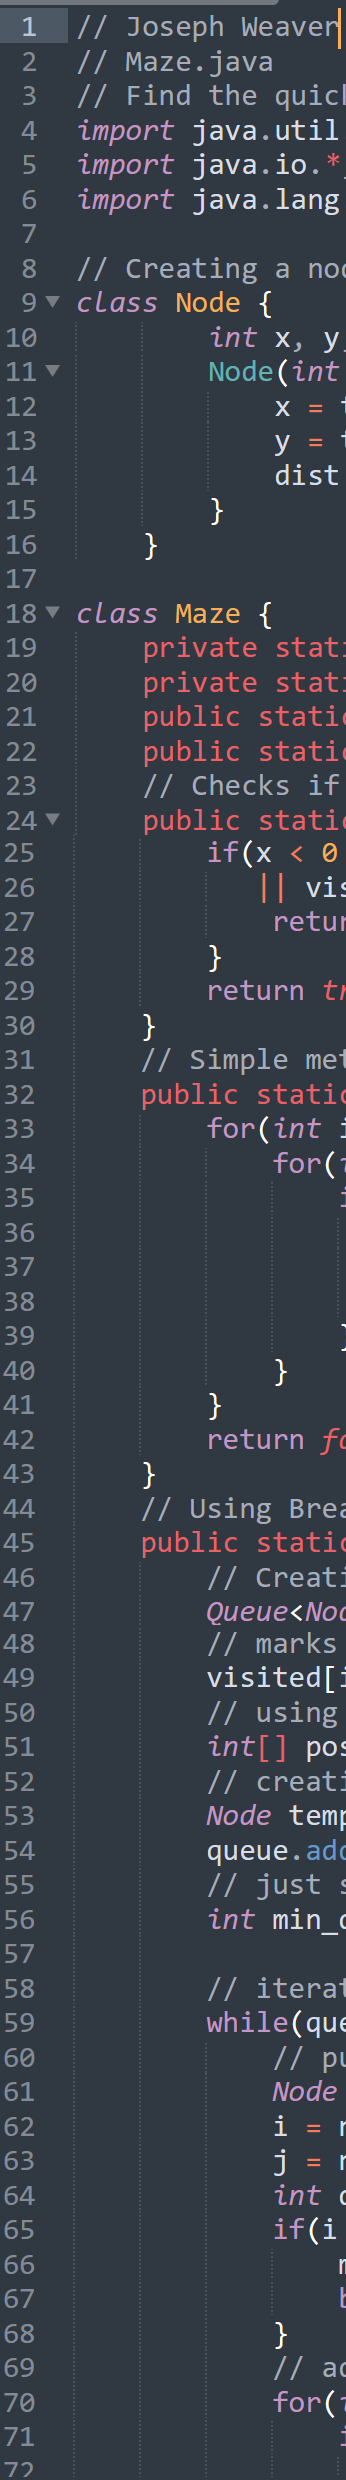 1 // Joseph Weaver
2 // Maze.java
3 // Find the quic
4 import java.util
5 import java.io.*
6 import java.lang
7
8 // Creating a no
9 class Node {
10 int x, y
11 Node(int
12 x = t
13 y = t
14 dist
15 }
16 }
17
18 class Maze {
19 private stat
20 private stat
21 public stati
22 public stati
23 // Checks if
24 public stati
25 if(x < 0
26 || vis
27 retur
28 }
29 return tr
30 }
31 // Simple met
32 public stati
33 for(int i
34 for(i
35 i
36
37
38
39 }
40 }
41 }
42 return fa
43 }
44 // Using Brea
45 public stati
46 // Creati
47 Queue<Nod
48 // marks
49 visited[i
50 // using
51 int[] pos
52 // creati
53 Node temp
54 queue.add
55 // just s
56 int min_d
57
58 // iterat
59 while(que
60 // pu
61 Node
62 i = n
63 j = n
64 int d
65 if(i
66 m
67 b
68 }
69 // ad
70 for(i
71 i
72